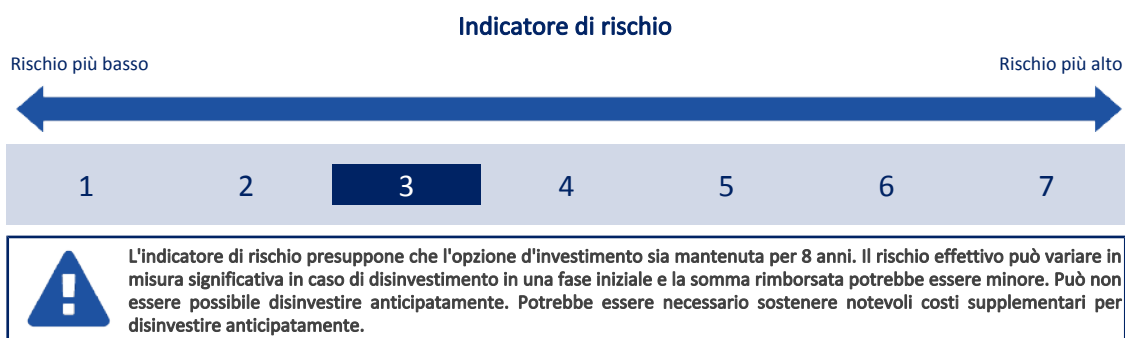 Indicatore di rischio
Rischio più basso Rischio più alto
1 2 3 4 5 6 7
L'indicatore di rischio presuppone che l'opzione d'investimento sia mantenuta per 8 anni. Il rischio effettivo può variare in
misura significativa in caso di disinvestimento in una fase iniziale e la somma rimborsata potrebbe essere minore. Può non
essere possibile disinvestire anticipatamente. Potrebbe essere necessario sostenere notevoli costi supplementari per
disinvestire anticipatamente.